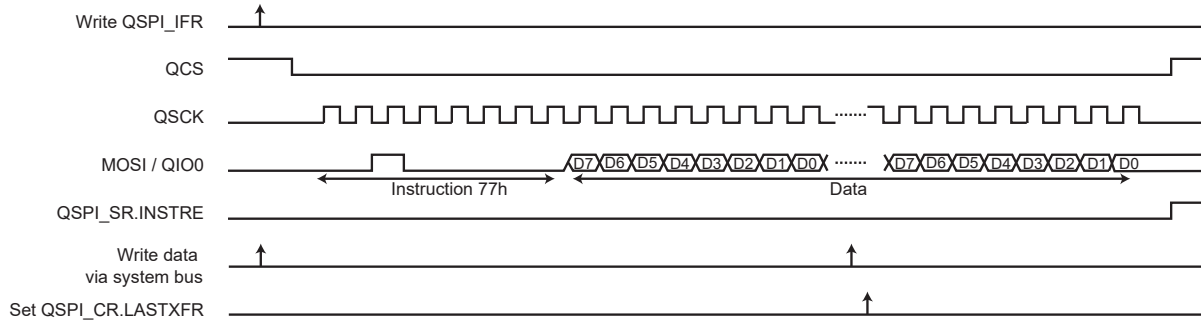 Write QSPI_IFR
QCS
QSCK
MOSI / QIO0
D7 D6 D5 D4 D3 D2 D1 D0 D7 D6 D5 D4 D3 D2 D1 D0
Instruction 77h
Data
QSPI_SR.INSTRE
Write data
via system bus
Set QSPI_CR.LASTXFR